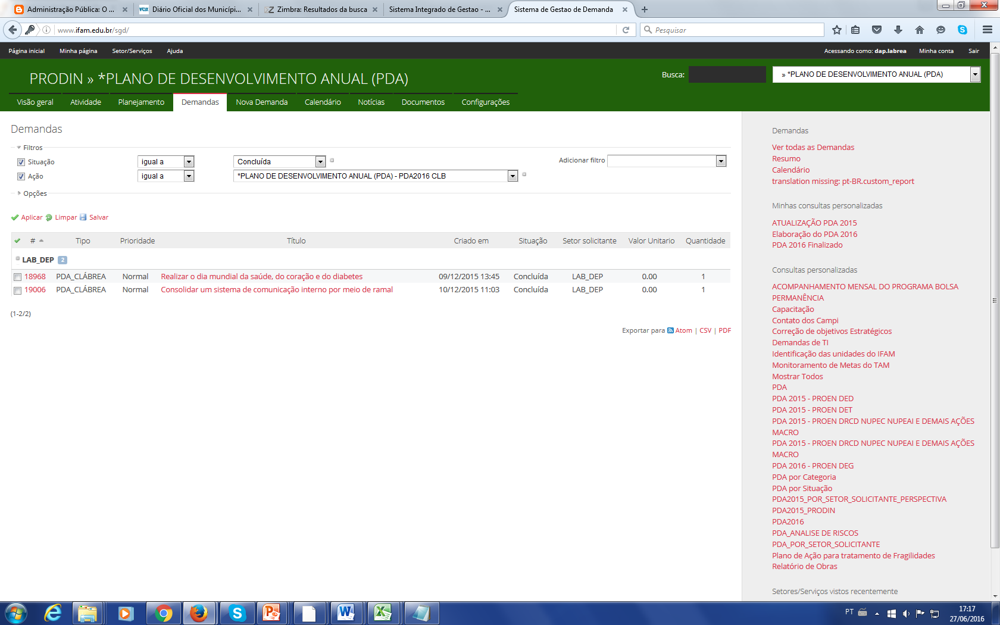 Administração Pública: O ...
Diário Oficial dos Municípi...
Zimbra: Resultados da busca
Sistema Integrado de Gestao - ...
Sistema de Gestao de Demanda
www.ifam.edu.br/sgd/
Pesquisar
Página inicial Minha página Setor/Serviços Ajuda
Acessando como: dap.labrea Minha conta Sair
PRODIN » *PLANO DE DESENVOLVIMENTO ANUAL (PDA)
Busca:
» *PLANO DE DESENVOLVIMENTO ANUAL (PDA)
Visão geral Atividade Planejamento Demandas Nova Demanda Calendário Notícias Documentos Configurações
Demandas
Filtros
Situação igual a Concluída
Adicionar filtro
Ação igual a *PLANO DE DESENVOLVIMENTO ANUAL (PDA) - PDA2016 CLB
Opções
Aplicar Limpar Salvar
# Tipo Prioridade Título Criado em Situação Setor solicitante Valor Unitario Quantidade
LAB_DEP 2
18968 PDA_CLÁBREA Normal Realizar o dia mundial da saúde, do coração e do diabetes 09/12/2015 13:45 Concluída LAB_DEP 0.00 1
19006 PDA_CLÁBREA Normal Consolidar um sistema de comunicação interno por meio de ramal 10/12/2015 11:03 Concluída LAB_DEP 0.00 1
(1-2/2)
Exportar para Atom | CSV | PDF
Demandas
Ver todas as Demandas
Resumo
Calendário
translation missing: pt-BR.custom_report
Minhas consultas personalizadas
ATUALIZAÇÃO PDA 2015
Elaboração do PDA 2016
PDA 2016 Finalizado
Consultas personalizadas
ACOMPANHAMENTO MENSAL DO PROGRAMA BOLSA
PERMANÊNCIA
Capacitação
Contato dos Campi
Correção de objetivos Estratégicos
Demandas de TI
Identificação das unidades do IFAM
Monitoramento de Metas do TAM
Mostrar Todos
PDA
PDA 2015 - PROEN DED
PDA 2015 - PROEN DET
PDA 2015 - PROEN DRCD NUPEC NUPEAI E DEMAIS AÇÕES
MACRO
PDA 2015 - PROEN DRCD NUPEC NUPEAI E DEMAIS AÇÕES
MACRO
PDA 2016 - PROEN DEG
PDA por Categoria
PDA por Situação
PDA2015_POR_SETOR_SOLICITANTE_PERSPECTIVA
PDA2015_PRODIN
PDA2016
PDA_ANALISE DE RISCOS
PDA_POR_SETOR_SOLICITANTE
Plano de Ação para tratamento de Fragilidades
Relatório de Obras
Setores/Serviços vistos recentemente
PT
17:17
27/06/2016